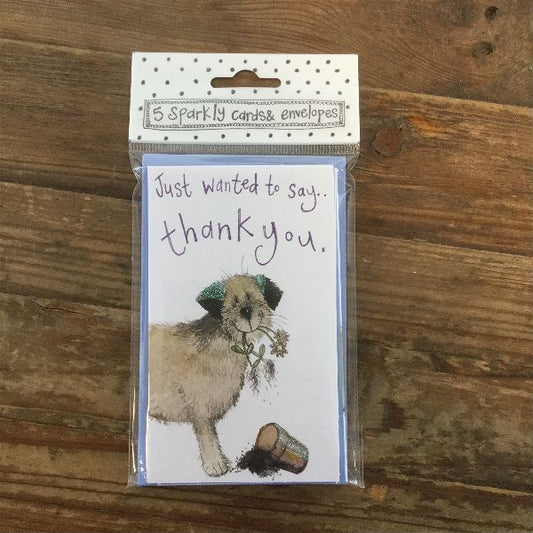 5 sparkly cards & envelopes
Just wanted to say..
thank you.